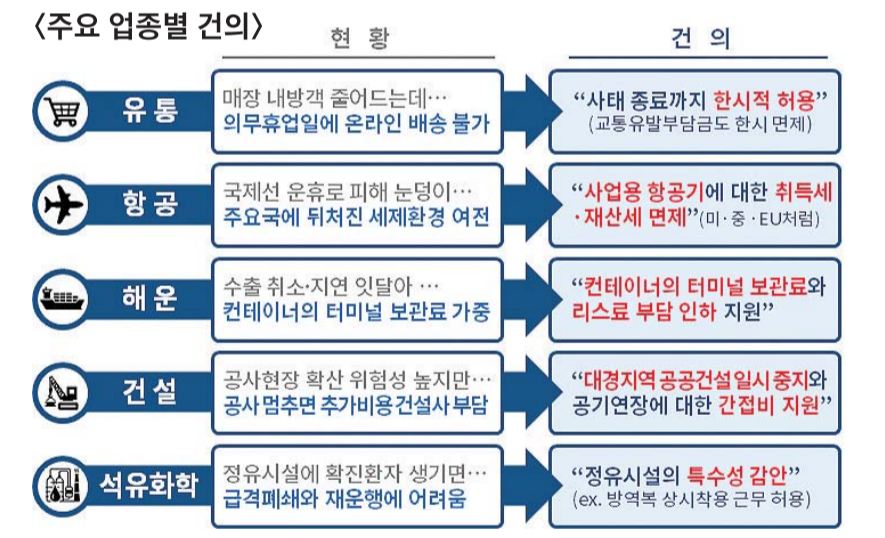 〈주요 업종별 건의〉
현 황
건 의
유 통
매장 내방객 줄어드는데…
의무휴업일에 온라인 배송 불가
“사태 종료까지 한시적 허용”
(교통유발부담금도 한시 면제)
항 공
국제선 운휴로 피해 눈덩이…
주요국에 뒤처진 세제환경 여전
“사업용 항공기에 대한 취득세
·재산세 면제”(미·중·EU처럼)
해 운
수출 취소·지연 잇달아 …
컨테이너의 터미널 보관료 가중
“컨테이너의 터미널 보관료와
리스료 부담 인하 지원”
건 설
공사현장 확산 위험성 높지만…
공사 멈추면 추가비용 건설사 부담
“대경지역 공공건설 일시 중지와
공기연장에 대한 간접비 지원”
석유화학
정유시설에 확진환자 생기면…
급격폐쇄와 재운행에 어려움
“정유시설의 특수성 감안”
(ex. 방역복 상시착용 근무 허용)